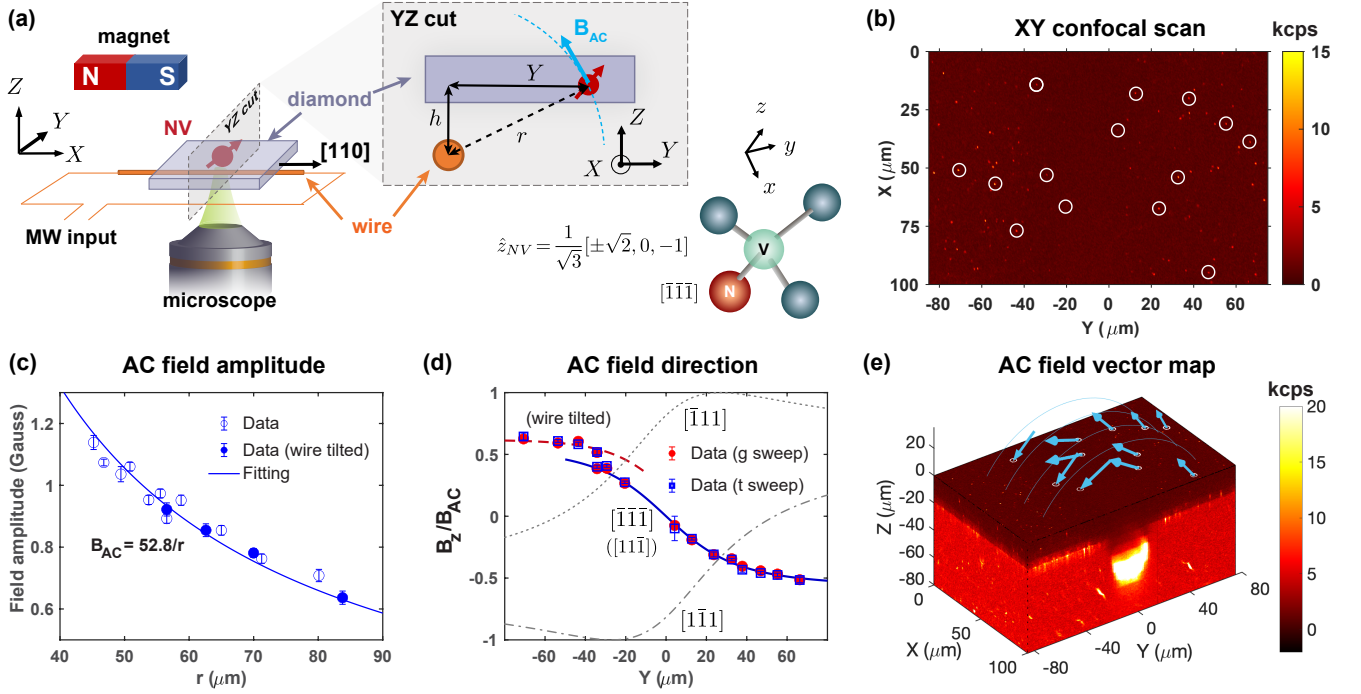 (a)
magnet
N S
Z
Y
X
NV
YZ cut
diamond
[110]
wire
MW input
microscope
YZ cut
B_AC
Y
h
r
Z
X
Y
z
y
x
\hat{z}_{NV} = \frac{1}{\sqrt{3}}[±\sqrt{2}, 0, −1]
V
N
[1̄1̄1̄]
(b) XY confocal scan kcps
0
25
50
75
100
X (μm)
-80 -60 -40 -20 0 20 40 60
Y (μm)
15
10
5
0
(c) AC field amplitude
Field amplitude (Gauss)
1.2
1
0.8
0.6
Data
Data (wire tilted)
Fitting
B_AC = 52.8/r
40 50 60 70 80 90
r (μm)
(d) AC field direction
B_z/B_AC
1
0.5
0
-0.5
-1
(wire tilted)
[1̄11]
Data (g sweep)
Data (t sweep)
[1̄1̄1̄]
([111̄])
[11̄1]
-60 -40 -20 0 20 40 60
Y (μm)
(e) AC field vector map
kcps
20
0
-20
-40
-60
-80
Z (μm)
0
50
100
X (μm)
-80
-40
0
40
80
Y (μm)
20
15
10
5
0